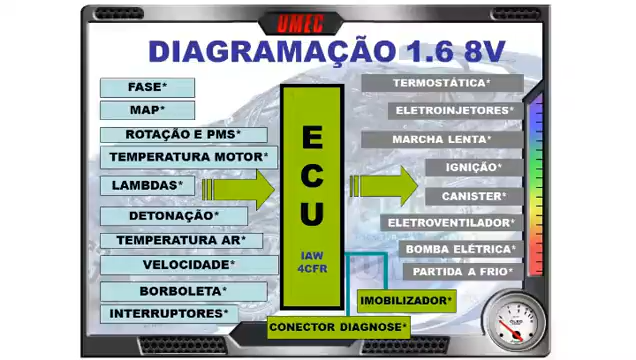 UMEC
DIAGRAMAÇÃO 1.6 8V
FASE*
MAP*
ROTAÇÃO E PMS*
TEMPERATURA MOTOR*
LAMBDAS*
DETONAÇÃO*
TEMPERATURA AR*
VELOCIDADE*
BORBOLETA*
INTERRUPTORES*
E
C
U
IAW
4CFR
TERMOSTÁTICA*
ELETROINJETORES*
MARCHA LENTA*
IGNIÇÃO*
CANISTER*
ELETROVENTILADOR*
BOMBA ELÉTRICA*
PARTIDA A FRIO*
IMOBILIZADOR*
CONECTOR DIAGNOSE*